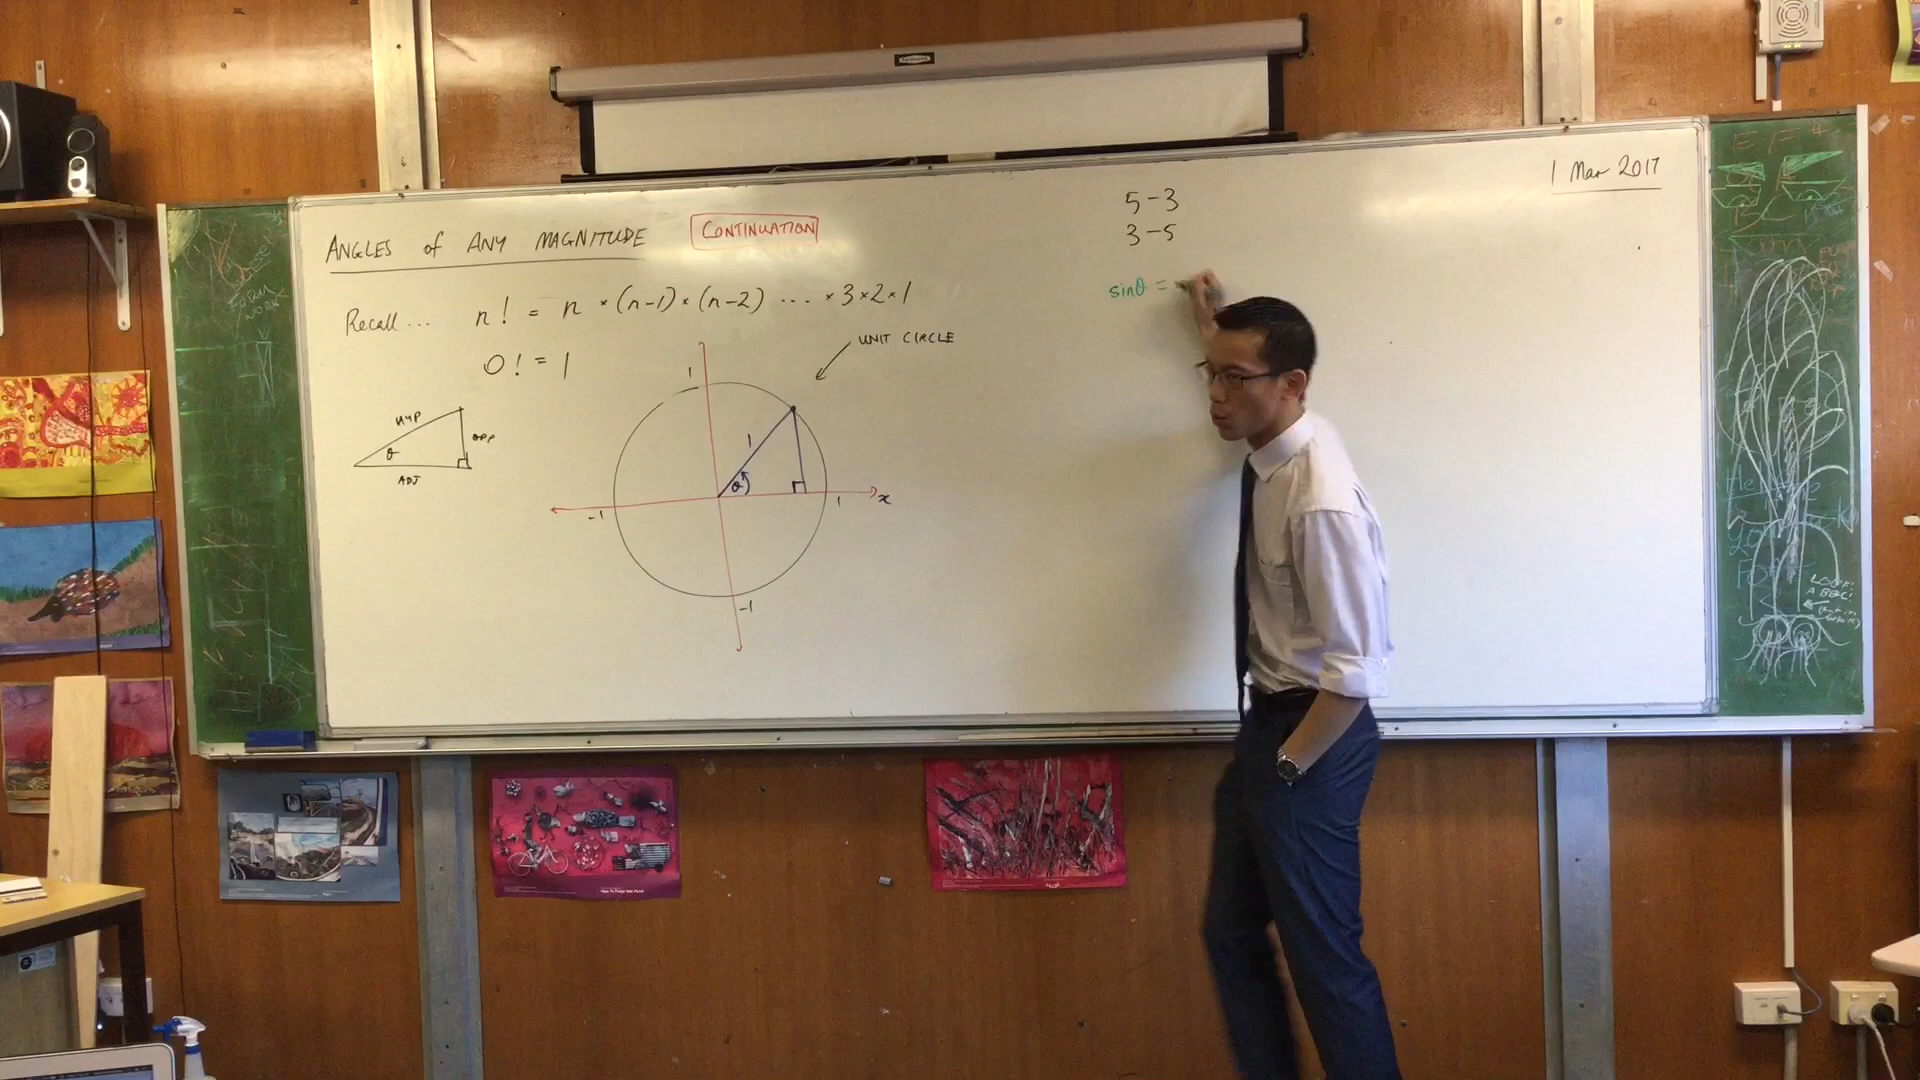 1 Mar 2017
ANGLES of ANY MAGNITUDE
CONTINUATION
5-3
3-5
Recall... n! = n × (n-1) × (n-2) ... × 3 × 2 × 1
0! = 1
sinθ =
UNIT CIRCLE
HYP
OPP
θ
ADJ
1
1
θ
-1
1
x
-1
LOOK!